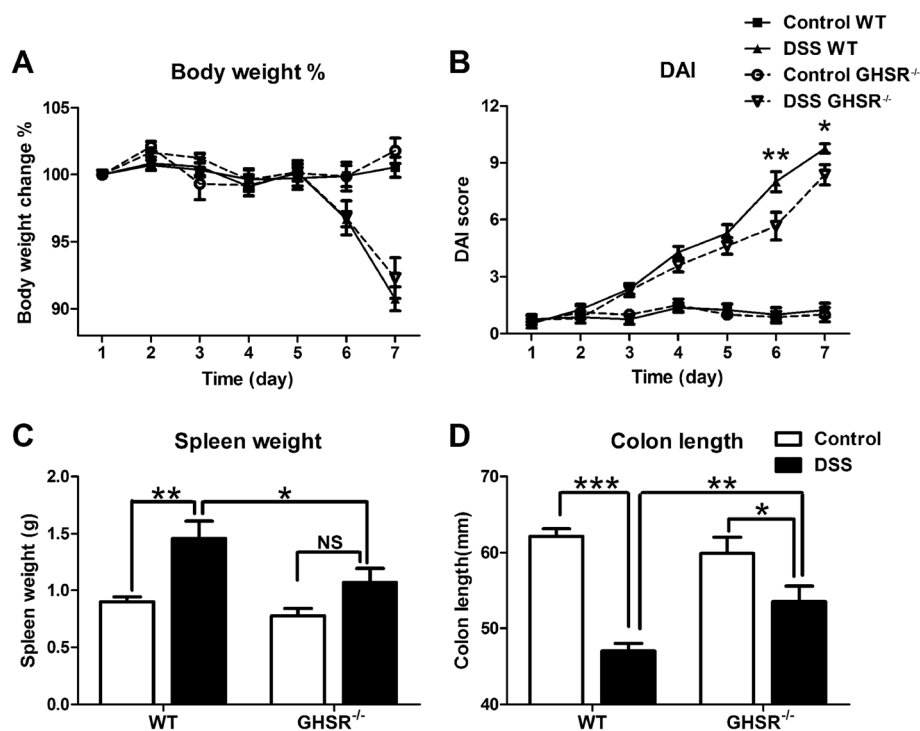 Control WT
DSS WT
Control GHSR-/-
DSS GHSR-/-
A
Body weight %
105
100
95
90
Body weight change %
1 2 3 4 5 6 7
Time (day)
B
DAI
12
9
6
3
0
DAI score
** *
1 2 3 4 5 6 7
Time (day)
C
Spleen weight
2.0
1.5
1.0
0.5
0.0
Spleen weight (g)
** *
NS
WT GHSR-/-
D
Colon length
Control
DSS
70
60
50
40
Colon length(mm)
*** **
*
WT GHSR-/-